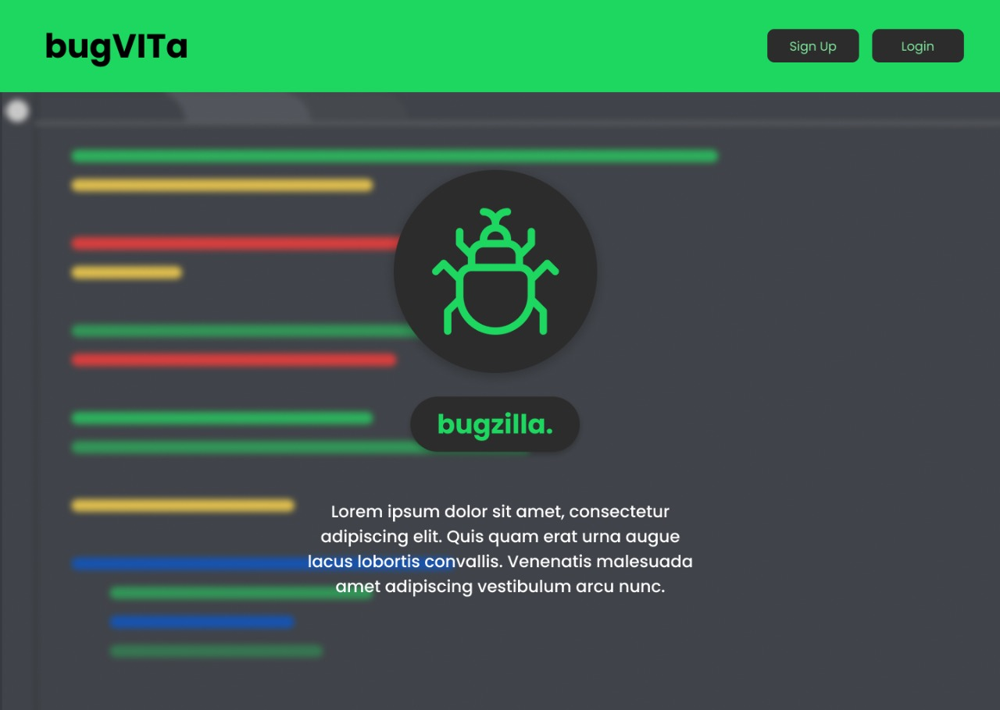 bugVITa
Sign Up
Login
bugzilla.
Lorem ipsum dolor sit amet, consectetur
adipiscing elit. Quis quam erat urna augue
lacus lobortis convallis. Venenatis malesuada
amet adipiscing vestibulum arcu nunc.